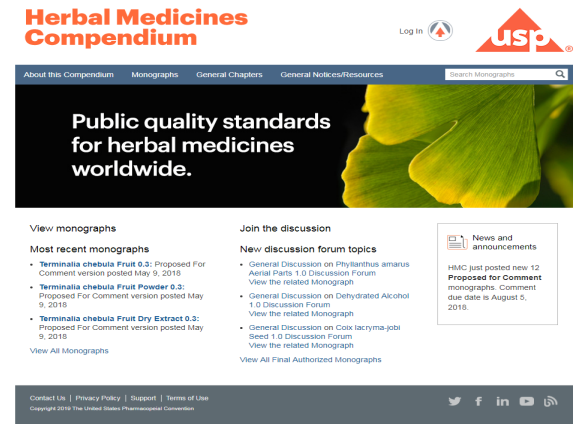 Herbal Medicines
Compendium
Log In
usp
®
About this Compendium Monographs General Chapters General Notices/Resources
Search Monographs
Public quality standards
for herbal medicines
worldwide.
View monographs
Most recent monographs
• Terminalia chebula Fruit 0.3: Proposed For
Comment version posted May 9, 2018
• Terminalia chebula Fruit Powder 0.3:
Proposed For Comment version posted May
9, 2018
• Terminalia chebula Fruit Dry Extract 0.3:
Proposed For Comment version posted May
9, 2018
View All Monographs
Join the discussion
New discussion forum topics
• General Discussion on Phyllanthus amarus
Aerial Parts 1.0 Discussion Forum
View the related Monograph
• General Discussion on Dehydrated Alcohol
1.0 Discussion Forum
View the related Monograph
• General Discussion on Coix lacryma-jobi
Seed 1.0 Discussion Forum
View the related Monograph
View All Final Authorized Monographs
News and
announcements
HMC just posted new 12
Proposed for Comment
monographs. Comment
due date is August 5,
2018.
Contact Us | Privacy Policy | Support | Terms of Use
Copyright 2018 The United States Pharmacopeial Convention